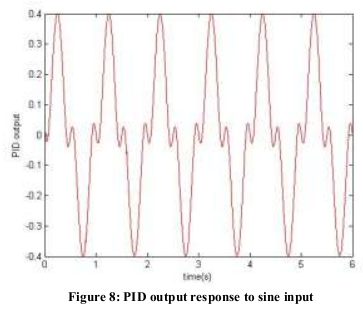 0.4
0.3
0.2
0.1
0
-0.1
-0.2
-0.3
-0.4
PID output
0 1 2 3 4 5 6
time(s)
Figure 8: PID output response to sine input